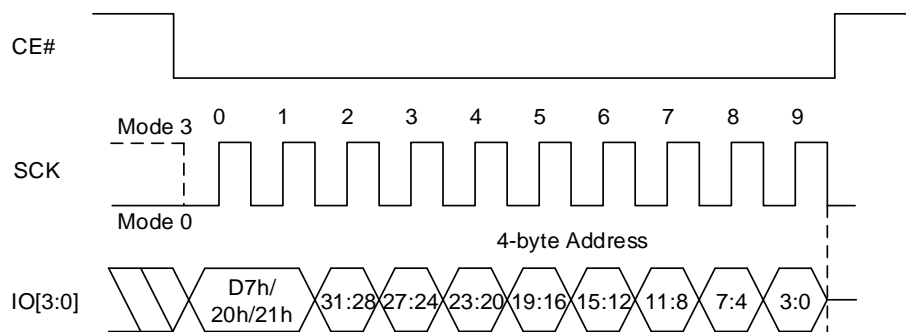 CE#
0 1 2 3 4 5 6 7 8 9
Mode 3
SCK
Mode 0
4-byte Address
IO[3:0]
D7h/
20h/21h
31:28 27:24 23:20 19:16 15:12 11:8 7:4 3:0